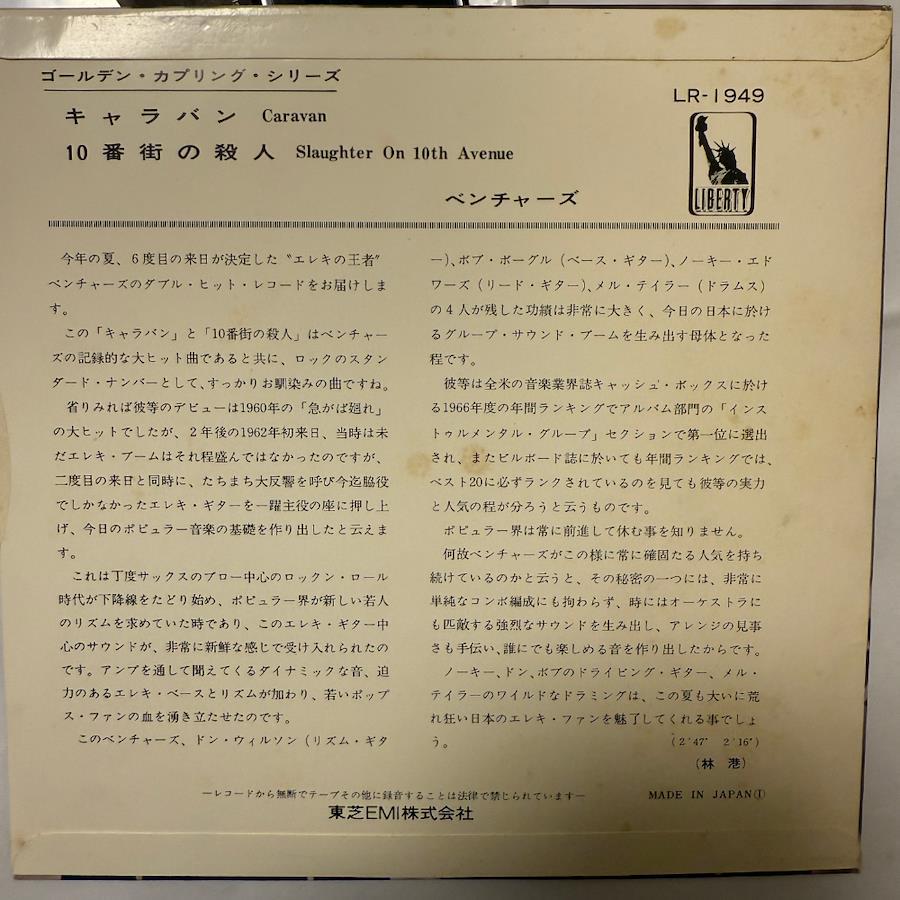 ゴールデン・カプリング・シリーズ
LR-1949
キャラバン Caravan
10番街の殺人 Slaughter On 10th Avenue
LIBERTY
ベンチャーズ
今年の夏、6度目の来日が決定した〝エレキの王者〟
ベンチャーズのダブル・ヒット・レコードをお届けしま
す。
この「キャラバン」と「10番街の殺人」はベンチャー
ズの記録的な大ヒット曲であると共に、ロックのスタン
ダード・ナンバーとして、すっかりお馴染みの曲ですね。
省りみれば彼等のデビューは1960年の「急がば廻れ」
の大ヒットでしたが、2年後の1962年初来日、当時は未
だエレキ・ブームはそれ程盛んではなかったのですが、
二度目の来日と同時に、たちまち大反響を呼び今迄脇役
でしかなかったエレキ・ギターを一躍主役の座に押し上
げ、今日のポピュラー音楽の基礎を作り出したと云えま
す。
これは丁度サックスのブロー中心のロックン・ロール
時代が下降線をたどり始め、ポピュラー界が新しい若人
のリズムを求めていた時であり、このエレキ・ギター中
心のサウンドが、非常に新鮮な感じで受け入れられたの
です。アンプを通して聞えてくるダイナミックな音、迫
力のあるエレキ・ベースとリズムが加わり、若いポップ
ス・ファンの血を湧き立たせたのです。
このベンチャーズ、ドン・ウィルソン(リズム・ギタ
ー)、ボブ・ボーグル(ベース・ギター)、ノーキー・エド
ワーズ(リード・ギター)、メル・テイラー(ドラムス)
の4人が残した功績は非常に大きく、今日の日本に於け
るグループ・サウンド・ブームを生み出す母体となった
程です。
彼等は全米の音楽業界誌キャッシュ・ボックスに於け
る1966年度の年間ランキングでアルバム部門の「インス
トゥルメンタル・グループ」セクションで第一位に選出
され、またビルボード誌に於いても年間ランキングでは、
ベスト20に必ずランクされているのを見ても彼等の実力
と人気の程が分ろうと云うものです。
ポピュラー界は常に前進して休む事を知りません。
何故ベンチャーズがこの様に常に確固たる人気を持ち
続けているのかと云うと、その秘密の一つには、非常に
単純なコンボ編成にも拘わらず、時にはオーケストラに
も匹敵する強烈なサウンドを生み出し、アレンジの見事
さも手伝い、誰にでも楽しめる音を作り出したからです。
ノーキー、ドン、ボブのドライビング・ギター、メル・
テイラーのワイルドなドラミングは、この夏も大いに荒
れ狂い日本のエレキ・ファンを魅了してくれる事でしょ
う。 (2′47″ 2′16″)
(林 港)
—レコードから無断でテープその他に録音することは法律で禁じられています—
MADE IN JAPAN①
東芝EMI株式会社